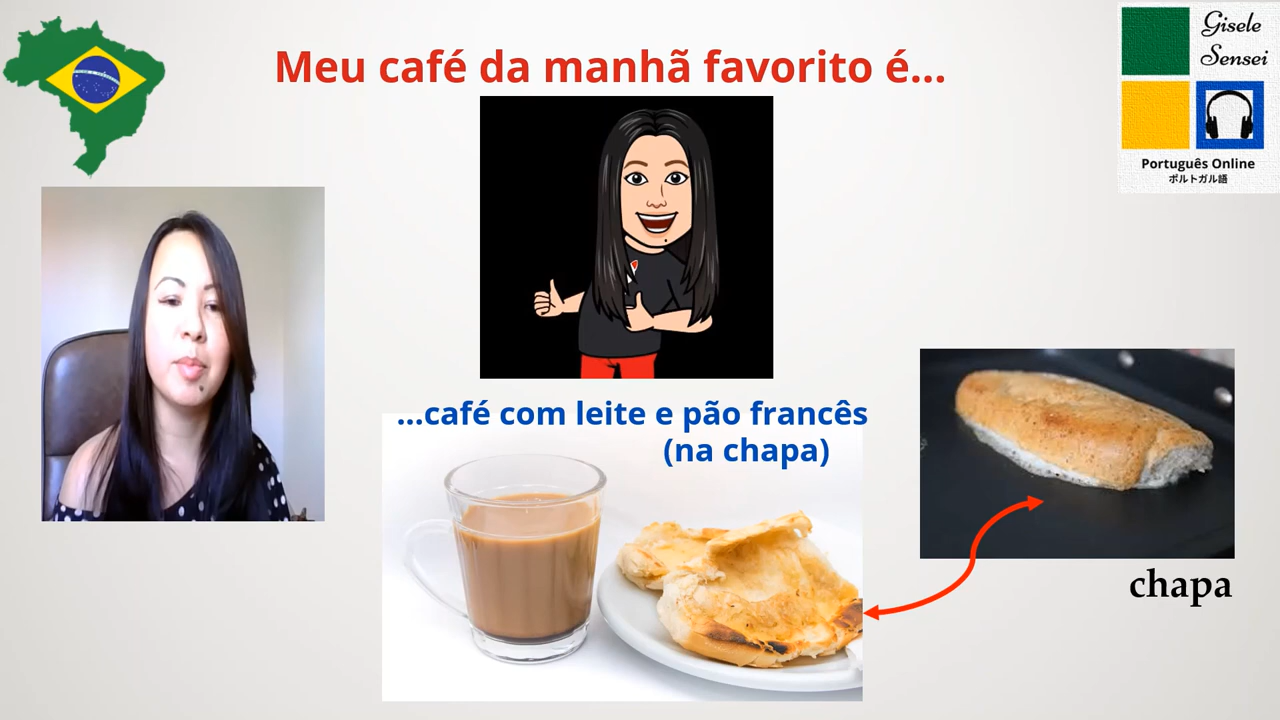 Meu café da manhã favorito é...
Gisele
Sensei
Português Online
ポルトガル語
...café com leite e pão francês
(na chapa)
chapa